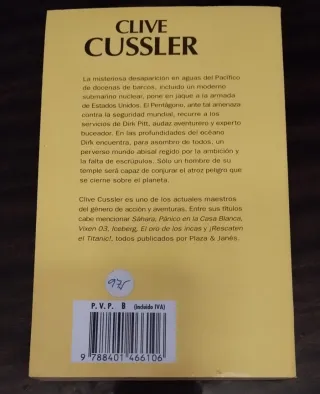 CLIVE
CUSSLER
La misteriosa desaparición en aguas del Pacífico
de docenas de barcos, incluido un moderno
submarino nuclear, pone en jaque a la armada
de Estados Unidos. El Pentágono, ante tal amenaza
contra la seguridad mundial, recurre a los
servicios de Dirk Pitt, audaz aventurero y experto
buceador. En las profundidades del océano
Dirk encuentra, para asombro de todos, un
perverso mundo abisal regido por la ambición y
la falta de escrúpulos. Sólo un hombre de su
temple será capaz de conjurar el atroz peligro que
se cierne sobre el planeta.
Clive Cussler es uno de los actuales maestros
del género de acción y aventuras. Entre sus títulos
cabe mencionar Sáhara, Pánico en la Casa Blanca,
Vixen 03, Iceberg, El oro de los incas y ¡Rescaten
el Titanic!, todos publicados por Plaza & Janés.
P. V. P. B (incluido IVA)
9 788401 466106